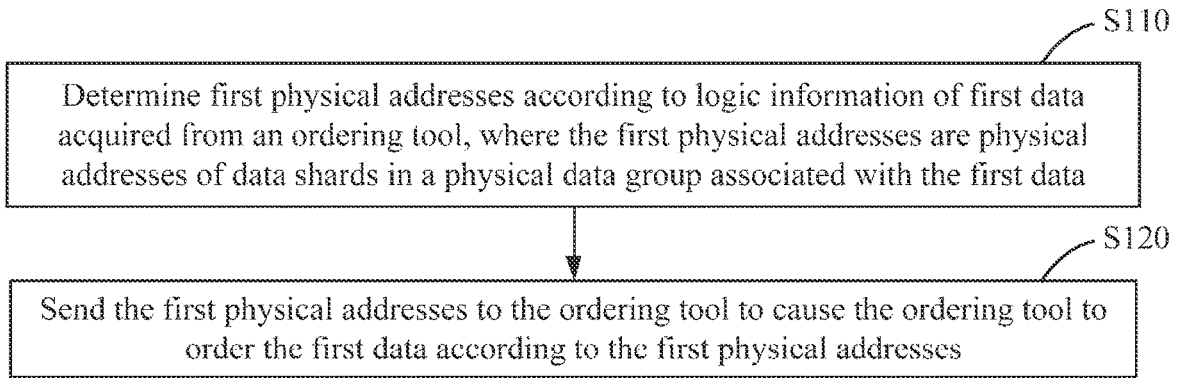 S110
Determine first physical addresses according to logic information of first data
acquired from an ordering tool, where the first physical addresses are physical
addresses of data shards in a physical data group associated with the first data
S120
Send the first physical addresses to the ordering tool to cause the ordering tool to
order the first data according to the first physical addresses